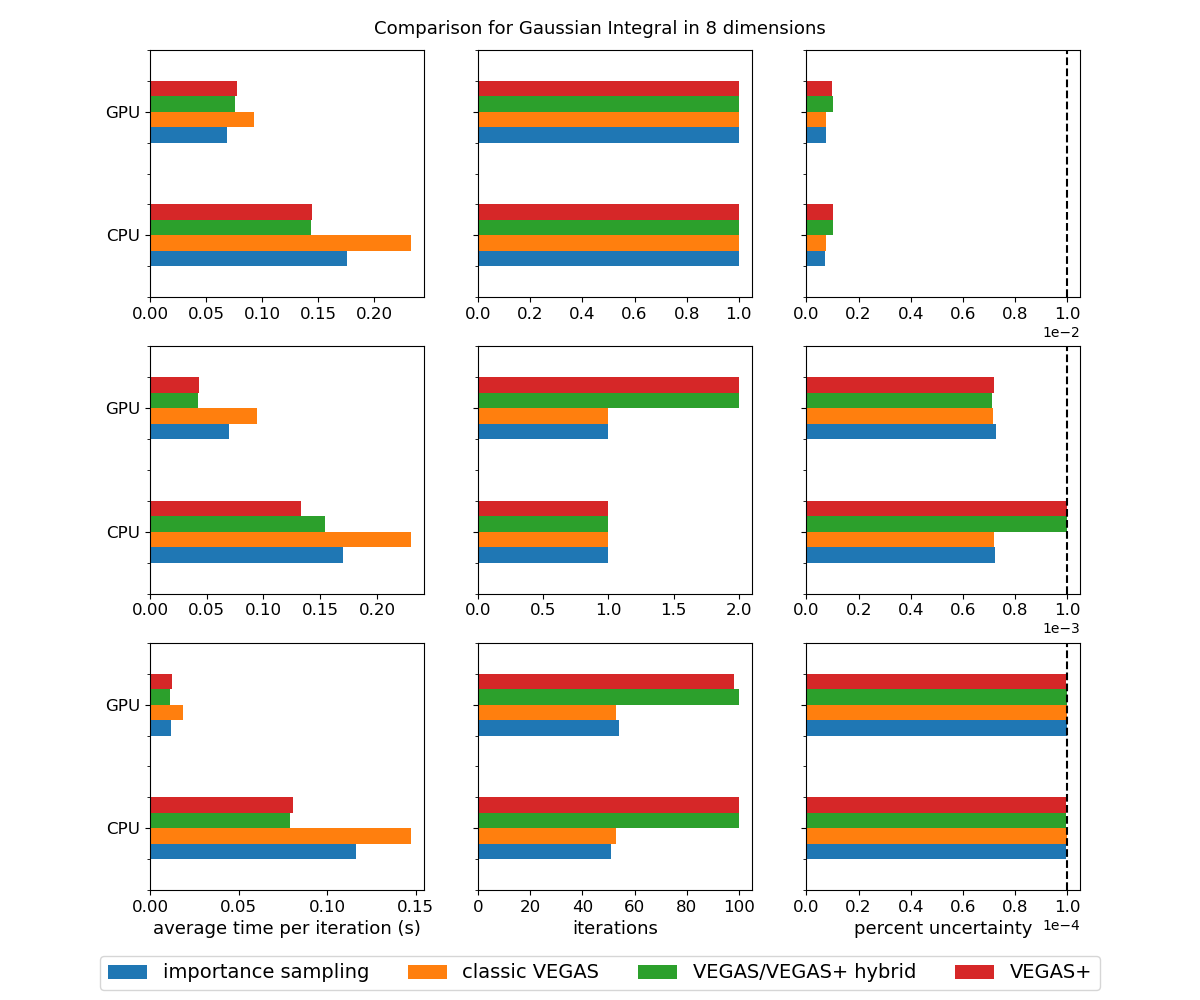 Comparison for Gaussian Integral in 8 dimensions
GPU
CPU
0.00 0.05 0.10 0.15 0.20
0.0 0.2 0.4 0.6 0.8 1.0
0.0 0.2 0.4 0.6 0.8 1.0
1e−2
GPU
CPU
0.00 0.05 0.10 0.15 0.20
0.0 0.5 1.0 1.5 2.0
0.0 0.2 0.4 0.6 0.8 1.0
1e−3
GPU
CPU
0.00 0.05 0.10 0.15
0 20 40 60 80 100
0.0 0.2 0.4 0.6 0.8 1.0
1e−4
average time per iteration (s)
iterations
percent uncertainty
importance sampling
classic VEGAS
VEGAS/VEGAS+ hybrid
VEGAS+